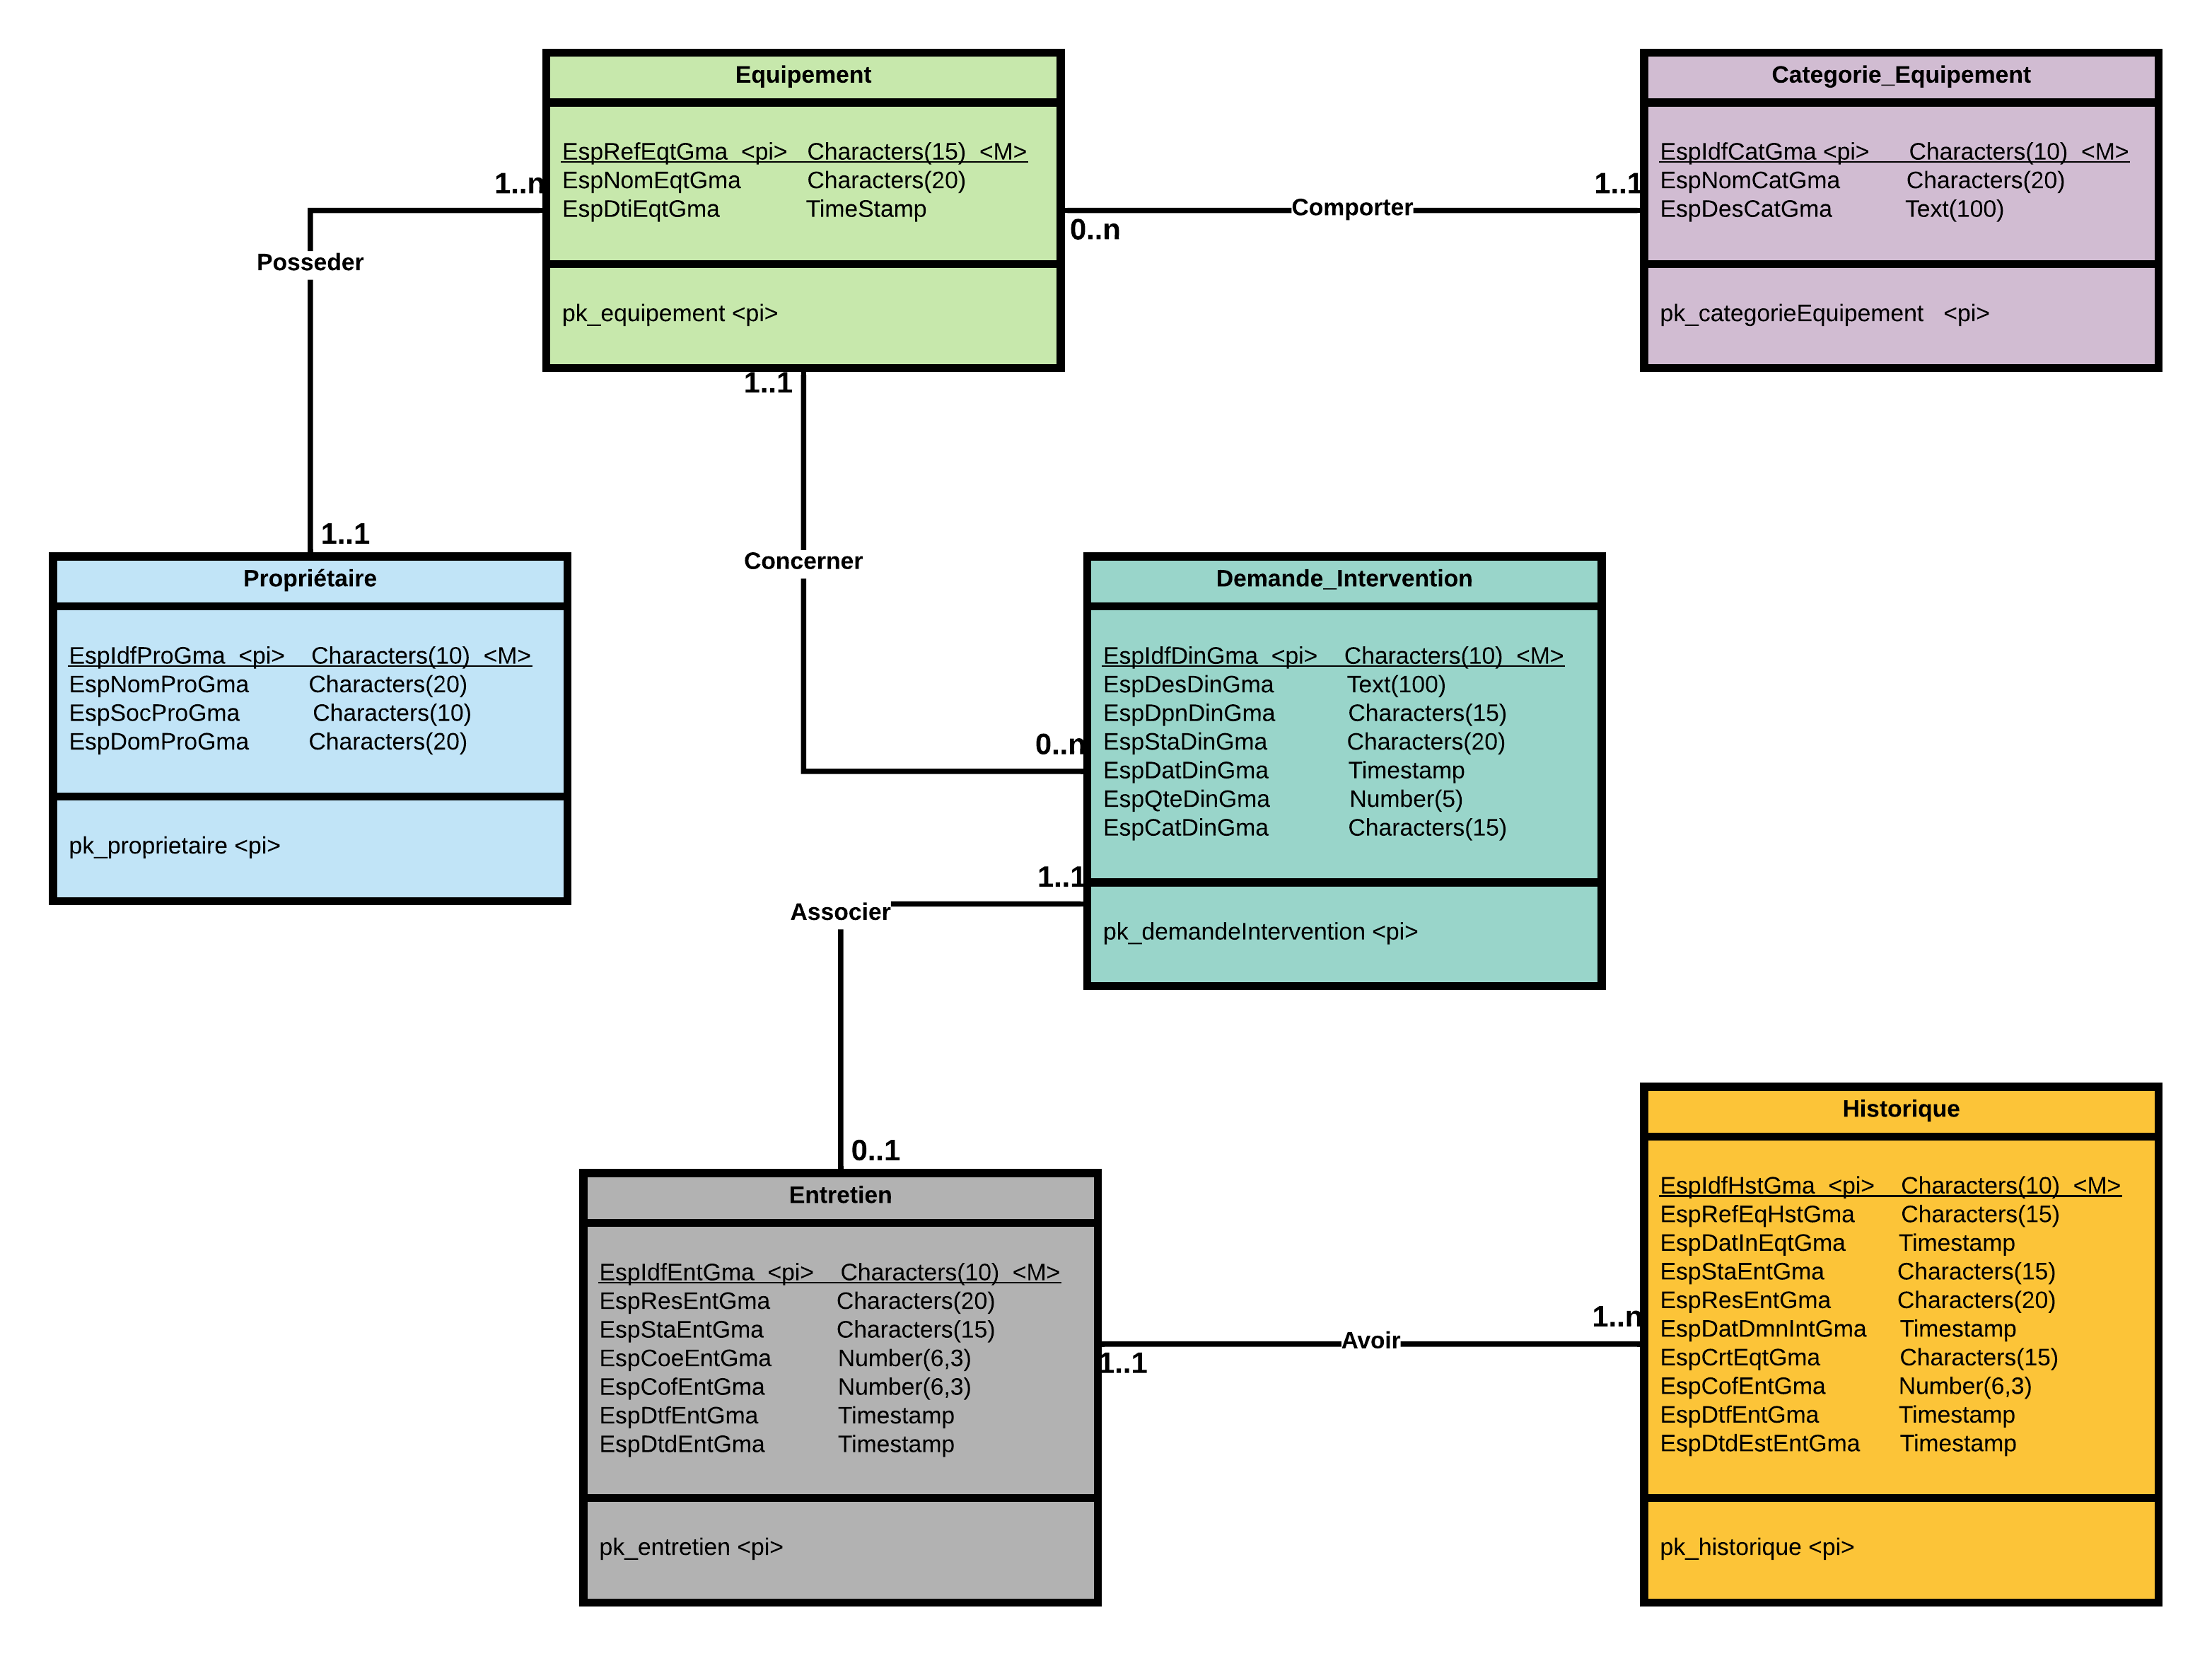 Equipement
EspRefEqtGma <pi> Characters(15) <M>
EspNomEqtGma Characters(20)
EspDtiEqtGma TimeStamp
pk_equipement <pi>
Categorie_Equipement
EspIdfCatGma <pi> Characters(10) <M>
EspNomCatGma Characters(20)
EspDesCatGma Text(100)
pk_categorieEquipement <pi>
1..n
0..n
Comporter
1..1
Posseder
1..1
1..1
Concerner
0..n
Propriétaire
EspIdfProGma <pi> Characters(10) <M>
EspNomProGma Characters(20)
EspSocProGma Characters(10)
EspDomProGma Characters(20)
pk_proprietaire <pi>
Demande_Intervention
EspIdfDinGma <pi> Characters(10) <M>
EspDesDinGma Text(100)
EspDpnDinGma Characters(15)
EspStaDinGma Characters(20)
EspDatDinGma Timestamp
EspQteDinGma Number(5)
EspCatDinGma Characters(15)
pk_demandeIntervention <pi>
1..1
Associer
0..1
Entretien
EspIdfEntGma <pi> Characters(10) <M>
EspResEntGma Characters(20)
EspStaEntGma Characters(15)
EspCoeEntGma Number(6,3)
EspCofEntGma Number(6,3)
EspDtfEntGma Timestamp
EspDtdEntGma Timestamp
pk_entretien <pi>
1..1
Avoir
1..n
Historique
EspIdfHstGma <pi> Characters(10) <M>
EspRefEqHstGma Characters(15)
EspDatInEqtGma Timestamp
EspStaEntGma Characters(15)
EspResEntGma Characters(20)
EspDatDmnIntGma Timestamp
EspCrtEqtGma Characters(15)
EspCofEntGma Number(6,3)
EspDtfEntGma Timestamp
EspDtdEstEntGma Timestamp
pk_historique <pi>